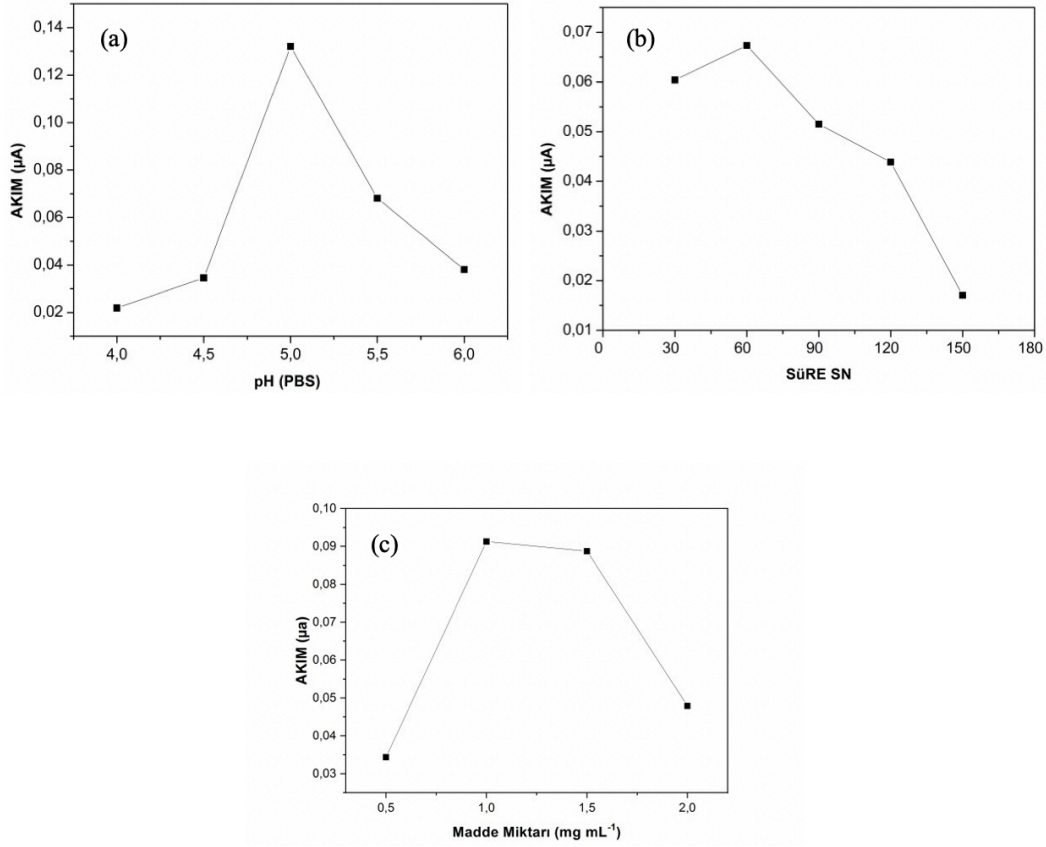 (a)
AKIM (µA)
0,14
0,12
0,10
0,08
0,06
0,04
0,02
4,0 4,5 5,0 5,5 6,0
pH (PBS)
(b)
AKIM (µA)
0,07
0,06
0,05
0,04
0,03
0,02
0,01
0 30 60 90 120 150 180
SüRE SN
(c)
AKIM (µa)
0,10
0,09
0,08
0,07
0,06
0,05
0,04
0,03
0,5 1,0 1,5 2,0
Madde Miktarı (mg mL⁻¹)